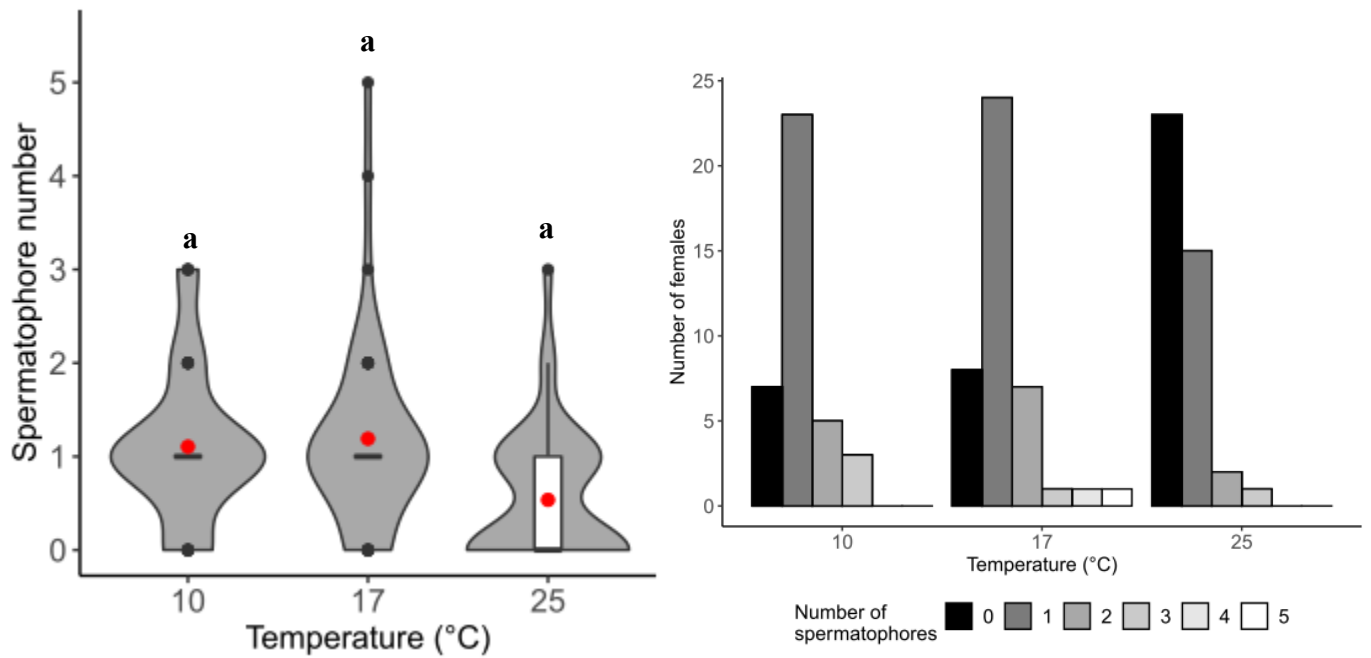 Spermatophore number
5
4
3
2
1
0
a
a
a
10 17 25
Temperature (°C)
Number of females
25
20
15
10
5
0
10 17 25
Temperature (°C)
Number of
spermatophores
0 1 2 3 4 5